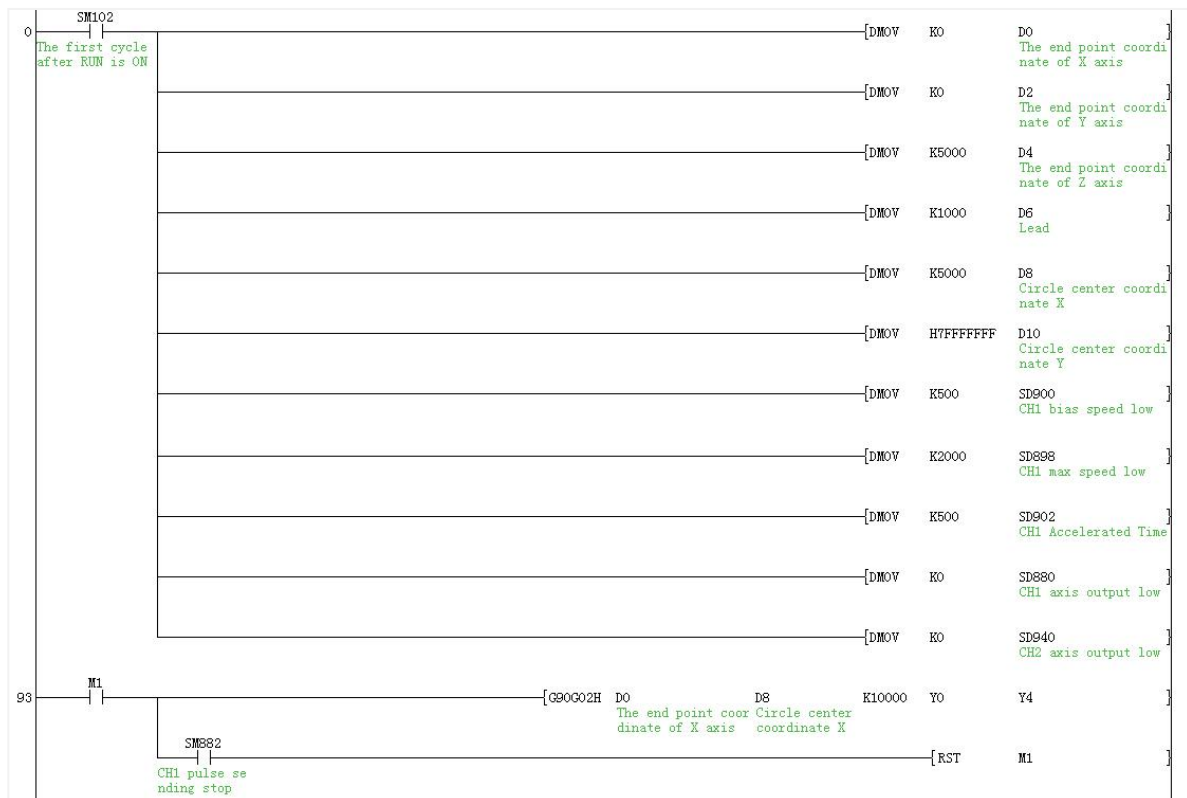 SM102
0
[DMOV K0 D0 ]
The first cycle
after RUN is ON
The end point coordi
nate of X axis
[DMOV K0 D2 ]
The end point coordi
nate of Y axis
[DMOV K5000 D4 ]
The end point coordi
nate of Z axis
[DMOV K1000 D6 ]
Lead
[DMOV K5000 D8 ]
Circle center coordi
nate X
[DMOV H7FFFFFFF D10 ]
Circle center coordi
nate Y
[DMOV K500 SD900 ]
CH1 bias speed low
[DMOV K2000 SD898 ]
CH1 max speed low
[DMOV K500 SD902 ]
CH1 Accelerated Time
[DMOV K0 SD880 ]
CH1 axis output low
[DMOV K0 SD940 ]
CH2 axis output low
M1
93
[G90G02H D0 D8 K10000 Y0 Y4 ]
The end point coor
dinate of X axis
Circle center
coordinate X
SM882
[RST M1 ]
CH1 pulse se
nding stop